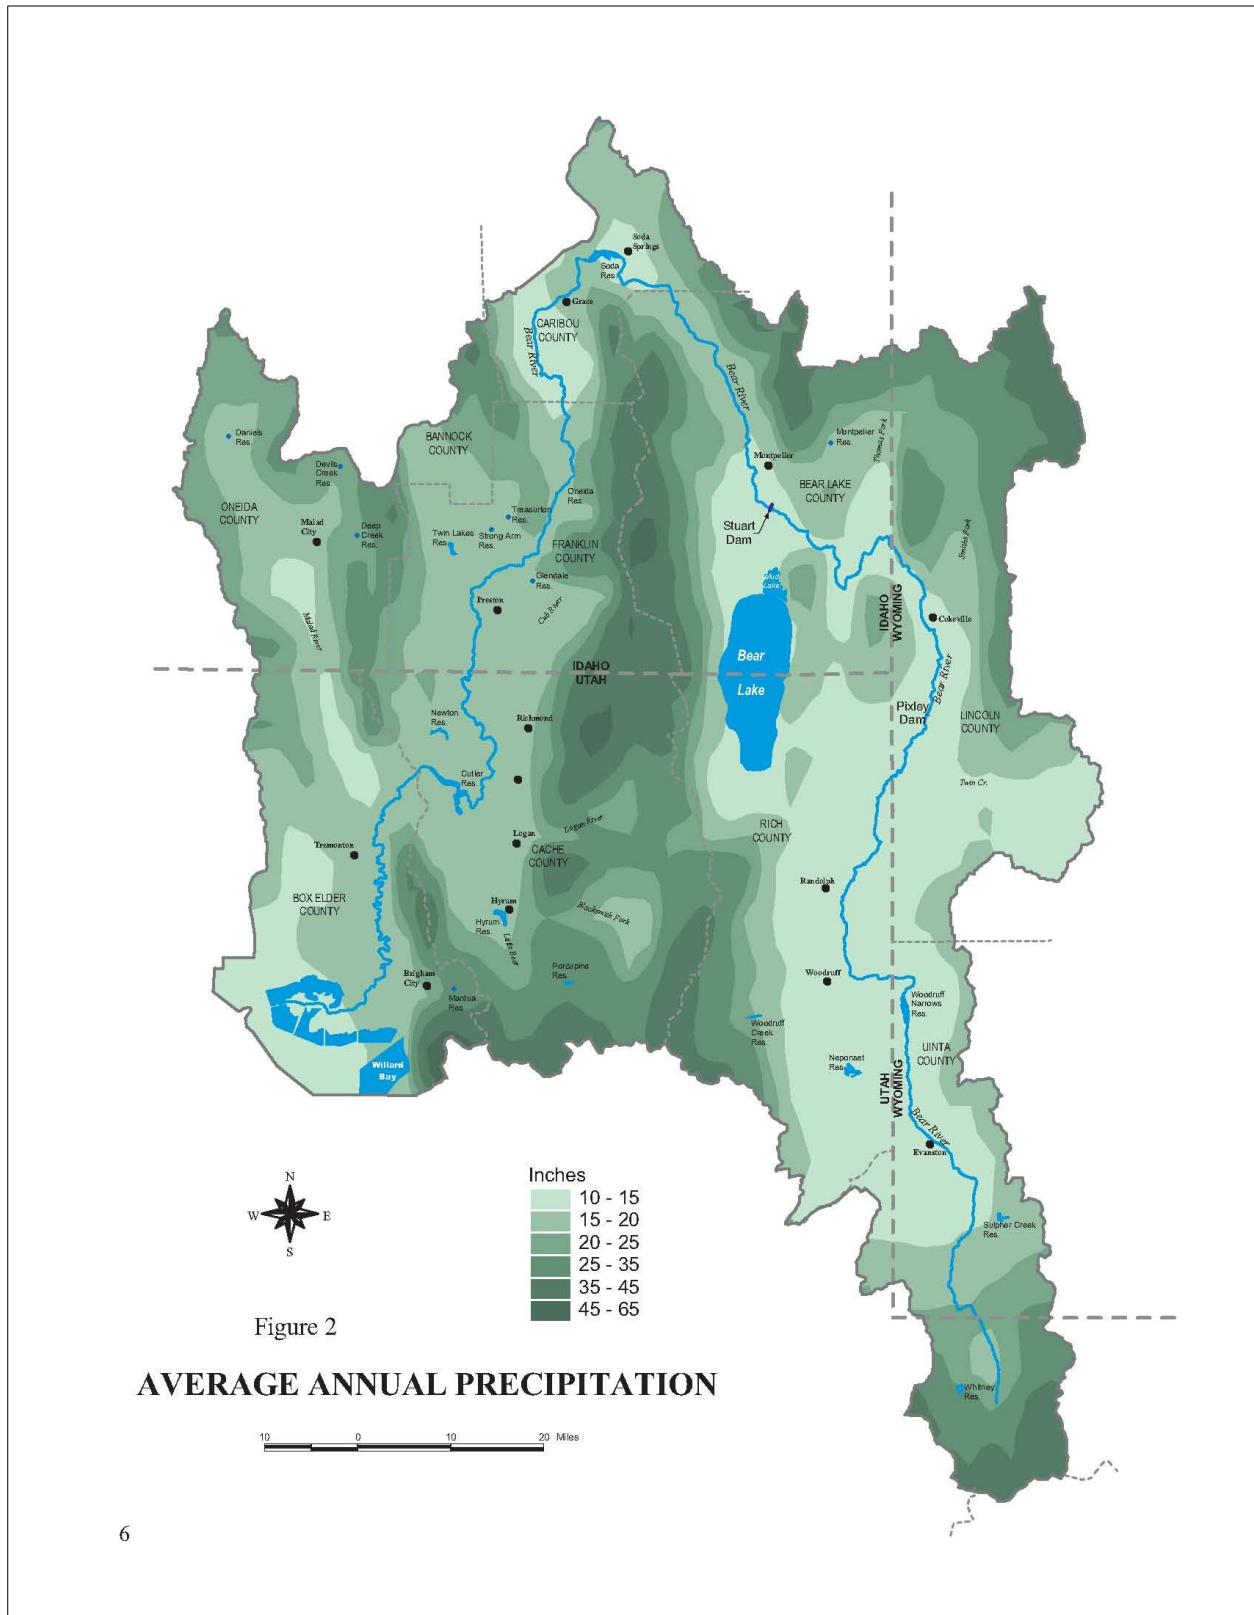 Soda
Springs
Soda
Res.
Grace
CARIBOU
COUNTY
Bear River
Bear River
Daniels
Res.
BANNOCK
COUNTY
Montpelier
Res.
Thomas Fork
Devils
Creek
Res.
Montpelier
BEAR LAKE
COUNTY
Oneida
Res.
ONEIDA
COUNTY
Malad
City
Deep
Creek
Res.
Treasurton
Res.
Twin Lakes
Res.
Strong Arm
Res.
FRANKLIN
COUNTY
Stuart
Dam
Smiths Fork
Glendale
Res.
Mud
Lake
Preston
Cub River
IDAHO
WYOMING
Cokeville
Malad River
IDAHO
UTAH
Bear
Lake
Bear River
Pixley
Dam
LINCOLN
COUNTY
Newton
Res.
Richmond
Cutler
Res.
Twin Cr.
Logan River
RICH
COUNTY
Logan
CACHE
COUNTY
Tremonton
Randolph
BOX ELDER
COUNTY
Hyrum
Hyrum
Res.
Blacksmith Fork
Little Bear
Brigham
City
Mantua
Res.
Porcupine
Res.
Woodruff
Woodruff
Narrows
Res.
Woodruff
Creek
Res.
UINTA
COUNTY
Neponset
Res.
Willard
Bay
UTAH
WYOMING
Bear River
Evanston
Sulpher Creek
Res.
Whitney
Res.
N
W E
S
Inches
10 - 15
15 - 20
20 - 25
25 - 35
35 - 45
45 - 65
Figure 2
AVERAGE ANNUAL PRECIPITATION
10 0 10 20 Miles
6